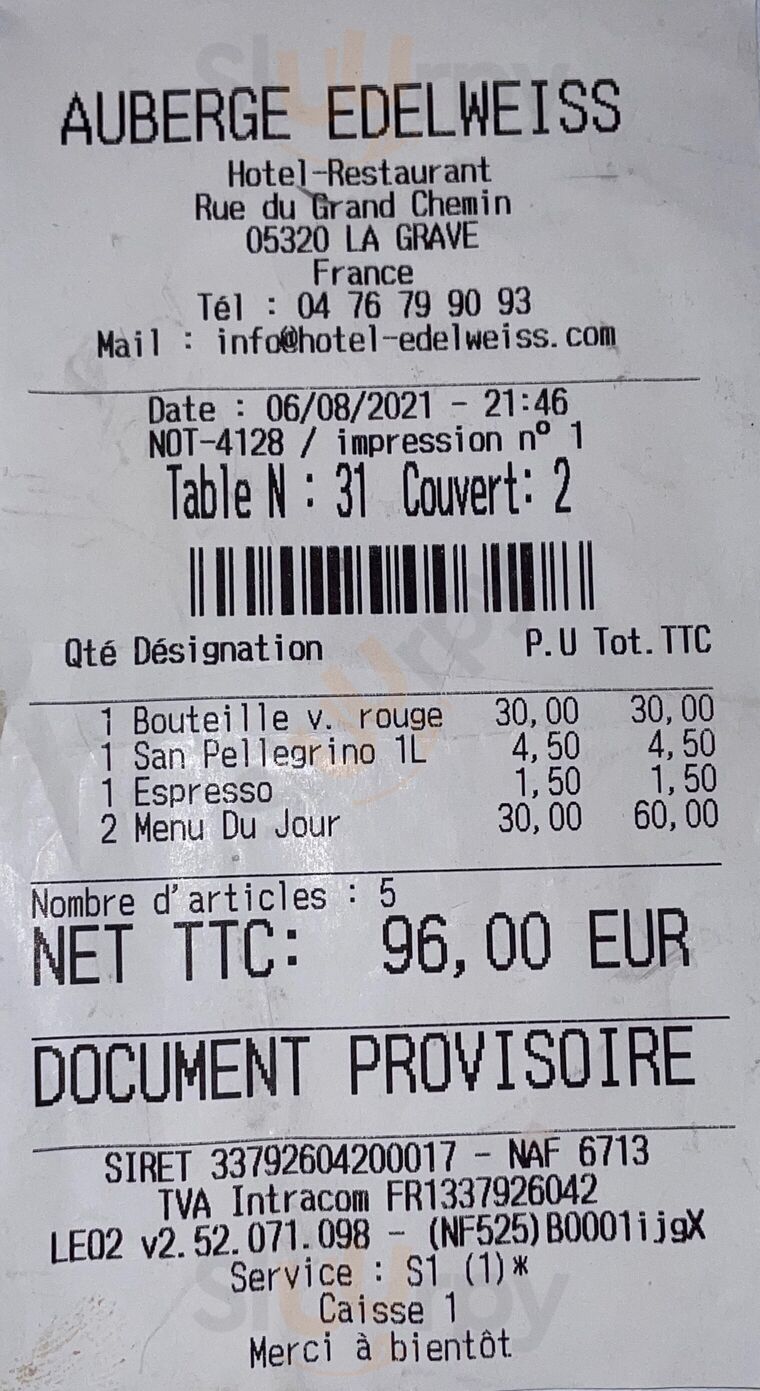 AUBERGE EDELWEISS
Hotel-Restaurant
Rue du Grand Chemin
05320 LA GRAVE
France
Tél : 04 76 79 90 93
Mail : info@hotel-edelweiss.com
Date : 06/08/2021 - 21:46
NOT-4128 / impression nº 1
Table N : 31 Couvert: 2
Qté Désignation P.U Tot.TTC
1 Bouteille v. rouge 30,00 30,00
1 San Pellegrino 1L 4,50 4,50
1 Espresso 1,50 1,50
2 Menu Du Jour 30,00 60,00
Nombre d'articles : 5
NET TTC: 96,00 EUR
DOCUMENT PROVISOIRE
SIRET 33792604200017 - NAF 6713
TVA Intracom FR1337926042
LEO2 v2.52.071.098 - (NF525)B0001ijgX
Service : S1 (1)*
Caisse 1
Merci à bientôt
Slurpy
Slurpy
Slurpy